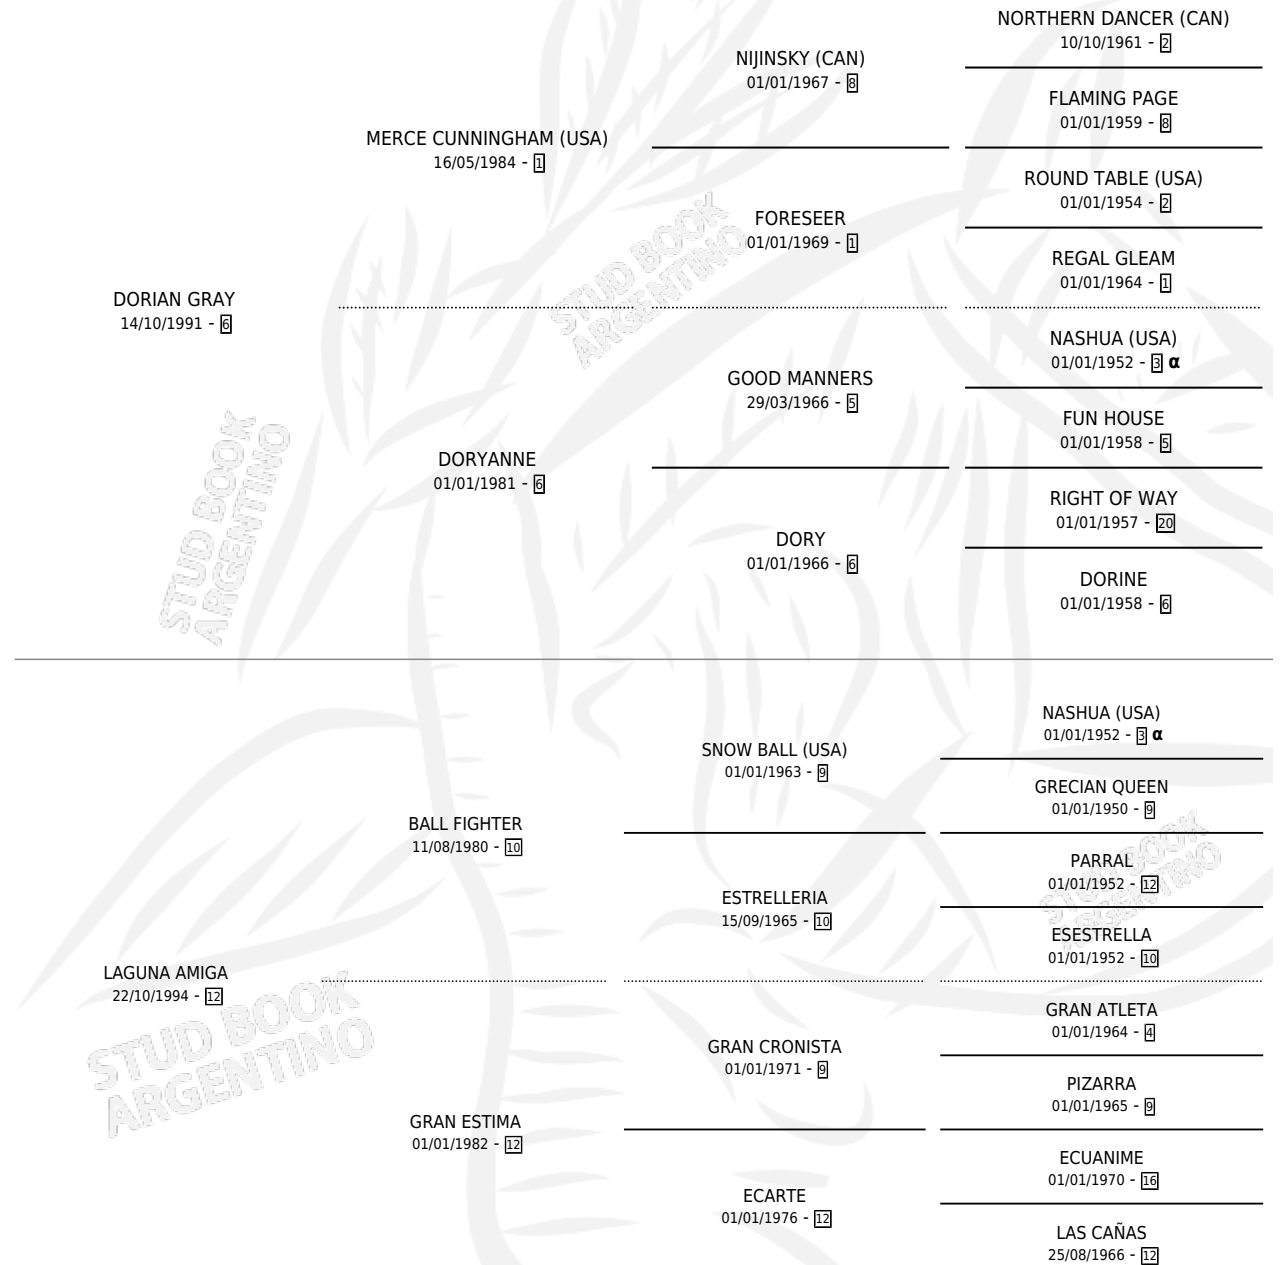 NORTHERN DANCER (CAN)
10/10/1961 - 2
NIJINSKY (CAN)
01/01/1967 - 8
FLAMING PAGE
01/01/1959 - 8
MERCE CUNNINGHAM (USA)
16/05/1984 - 1
ROUND TABLE (USA)
01/01/1954 - 2
FORESEER
01/01/1969 - 1
REGAL GLEAM
01/01/1964 - 1
DORIAN GRAY
14/10/1991 - 6
NASHUA (USA)
01/01/1952 - 3 α
GOOD MANNERS
29/03/1966 - 5
FUN HOUSE
01/01/1958 - 5
DORYANNE
01/01/1981 - 6
RIGHT OF WAY
01/01/1957 - 20
DORY
01/01/1966 - 6
DORINE
01/01/1958 - 6
NASHUA (USA)
01/01/1952 - 3 α
SNOW BALL (USA)
01/01/1963 - 9
GRECIAN QUEEN
01/01/1950 - 9
BALL FIGHTER
11/08/1980 - 10
PARRAL
01/01/1952 - 12
ESTRELLERIA
15/09/1965 - 10
ESESTRELLA
01/01/1952 - 10
LAGUNA AMIGA
22/10/1994 - 12
GRAN ATLETA
01/01/1964 - 4
GRAN CRONISTA
01/01/1971 - 9
PIZARRA
01/01/1965 - 9
GRAN ESTIMA
01/01/1982 - 12
ECUANIME
01/01/1970 - 16
ECARTE
01/01/1976 - 12
LAS CAÑAS
25/08/1966 - 12
STUD BOOK
ARGENTINO
STUD BOOK
ARGENTINO
STUD BOOK
ARGENTINO
STUD BOOK
ARGENTINO